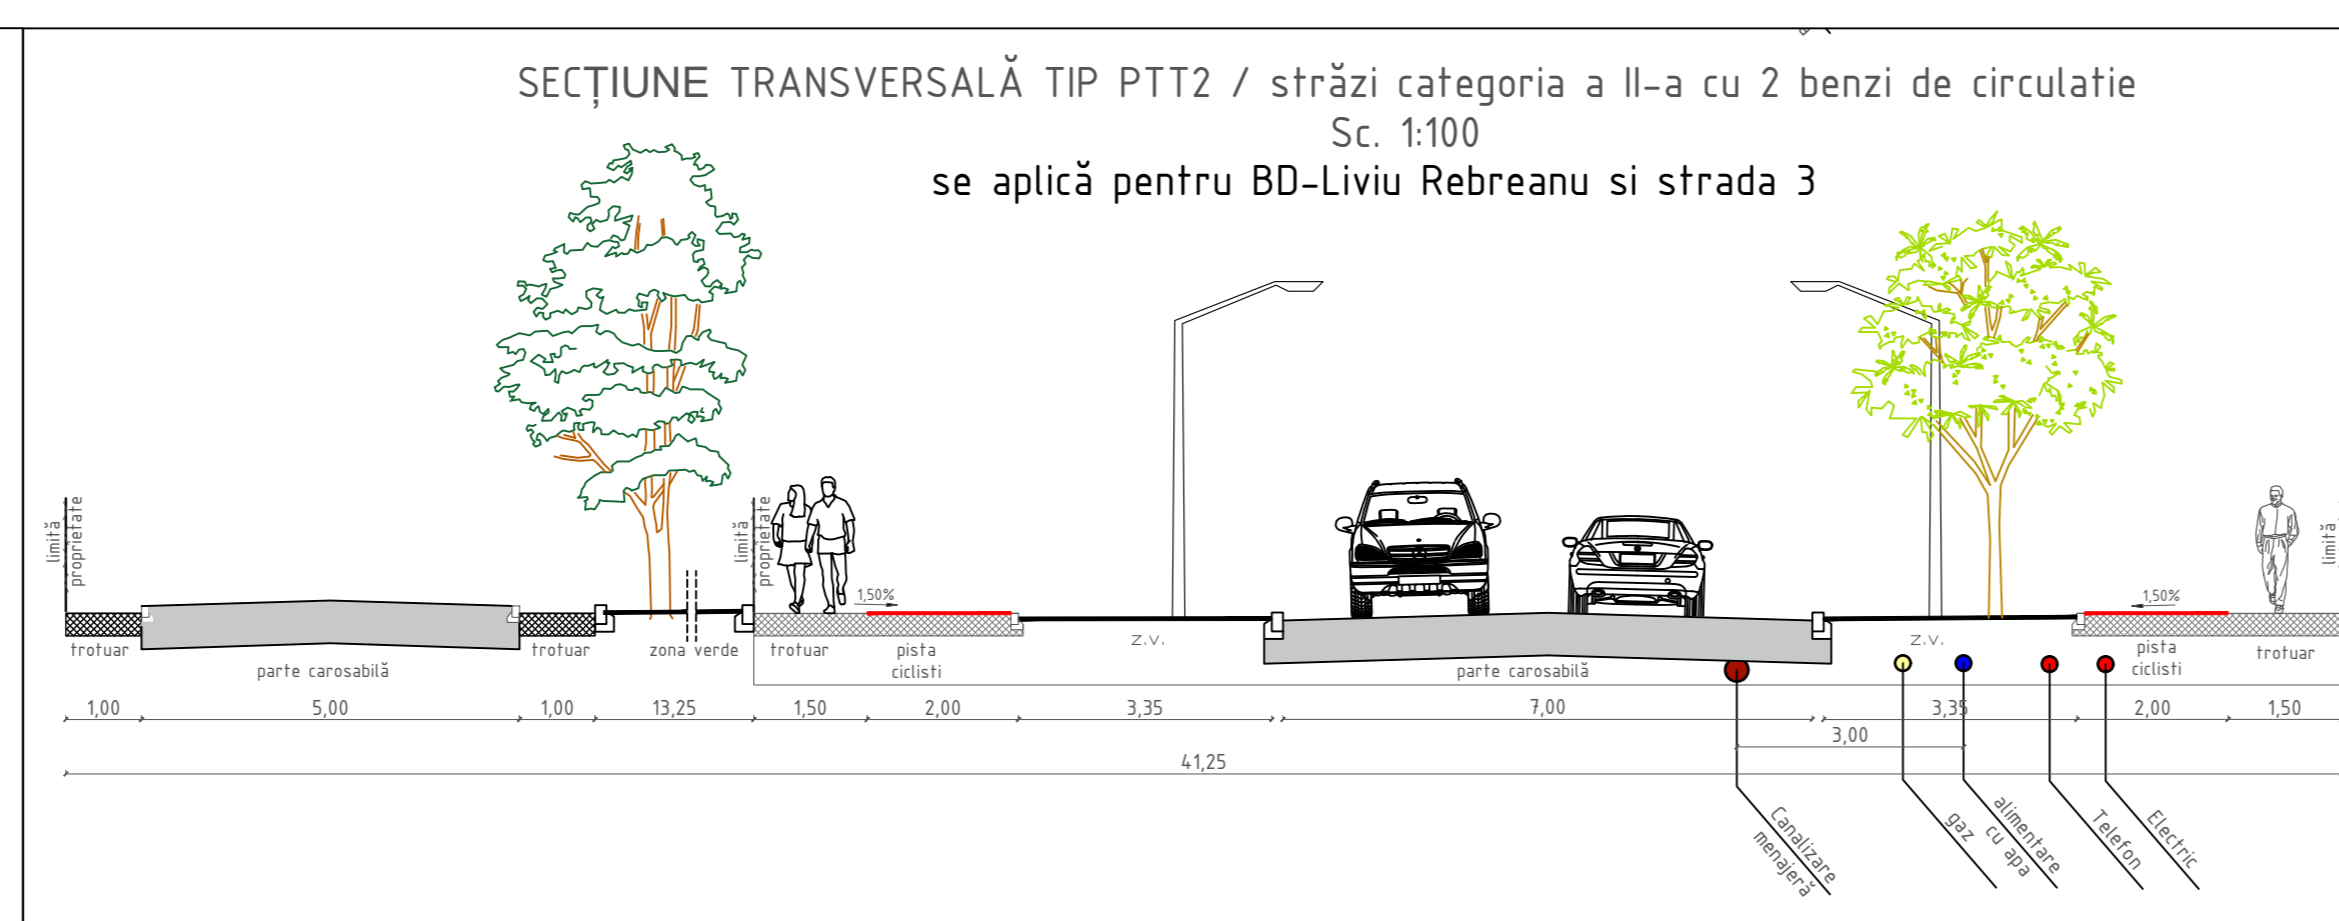 SECȚIUNE TRANSVERSALĂ TIP PTT2 / străzi categoria a II-a cu 2 benzi de circulatie
Sc. 1:100
se aplică pentru BD-Liviu Rebreanu si strada 3
limită
proprietate
limită
proprietate
limită
1,50%
1,50%
trotuar
parte carosabilă
trotuar
zona verde
trotuar
pista
ciclisti
z.v.
parte carosabilă
z.v.
pista
ciclisti
trotuar
1,00
5,00
1,00
13,25
1,50
2,00
3,35
7,00
3,35
2,00
1,50
3,00
41,25
Canalizare
menajeră
gaz
alimentare
cu apa
Telefon
Electric